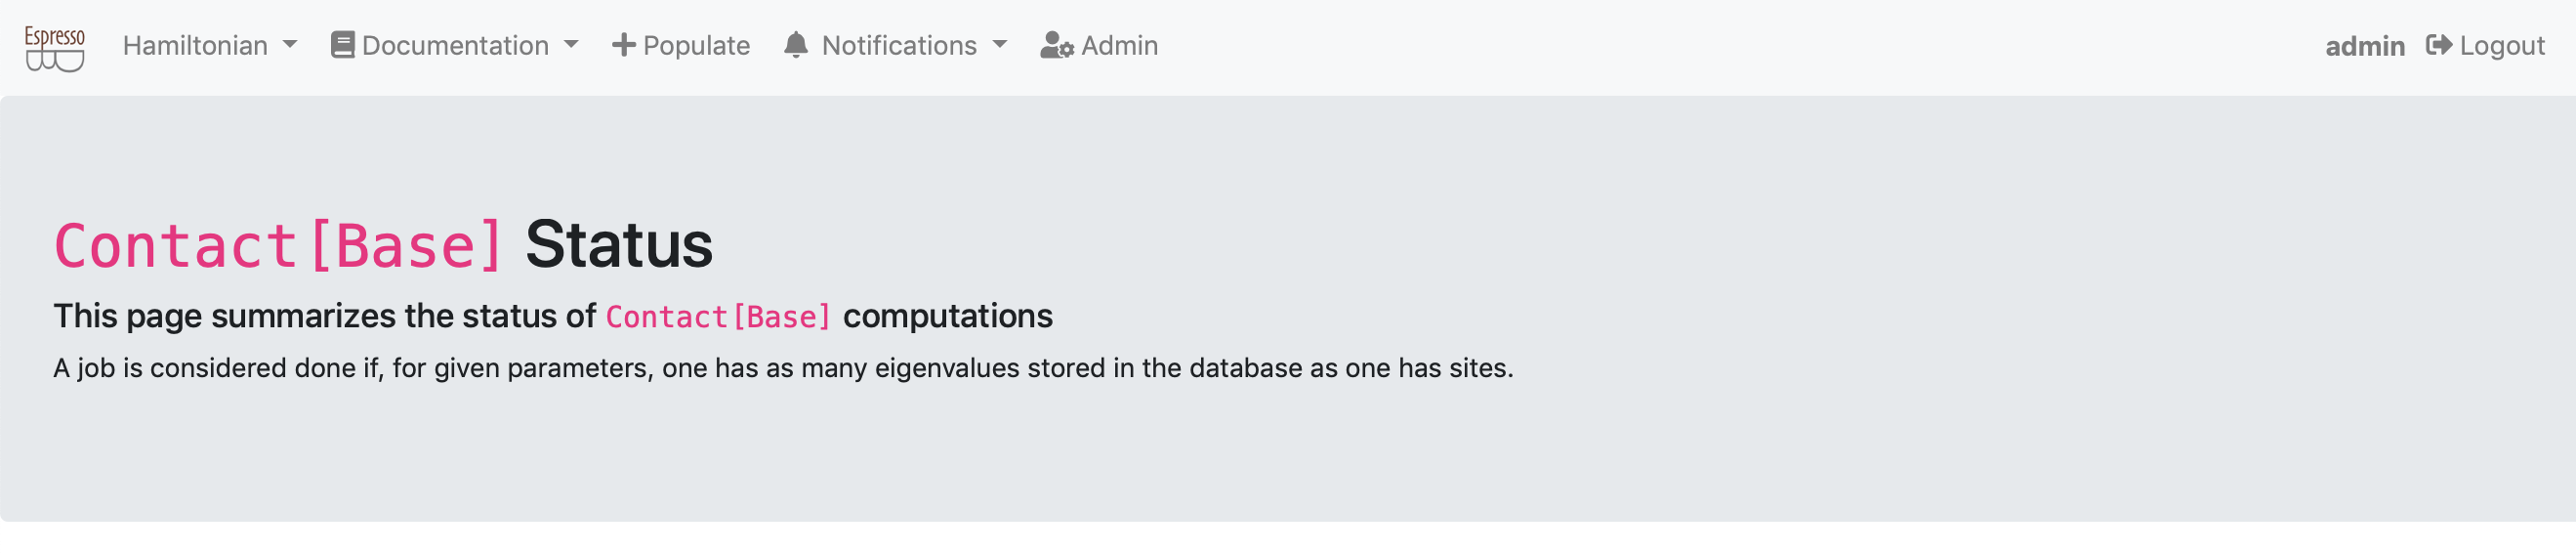 Espresso
Hamiltonian Documentation Populate Notifications Admin admin Logout
Contact[Base] Status
This page summarizes the status of Contact[Base] computations
A job is considered done if, for given parameters, one has as many eigenvalues stored in the database as one has sites.